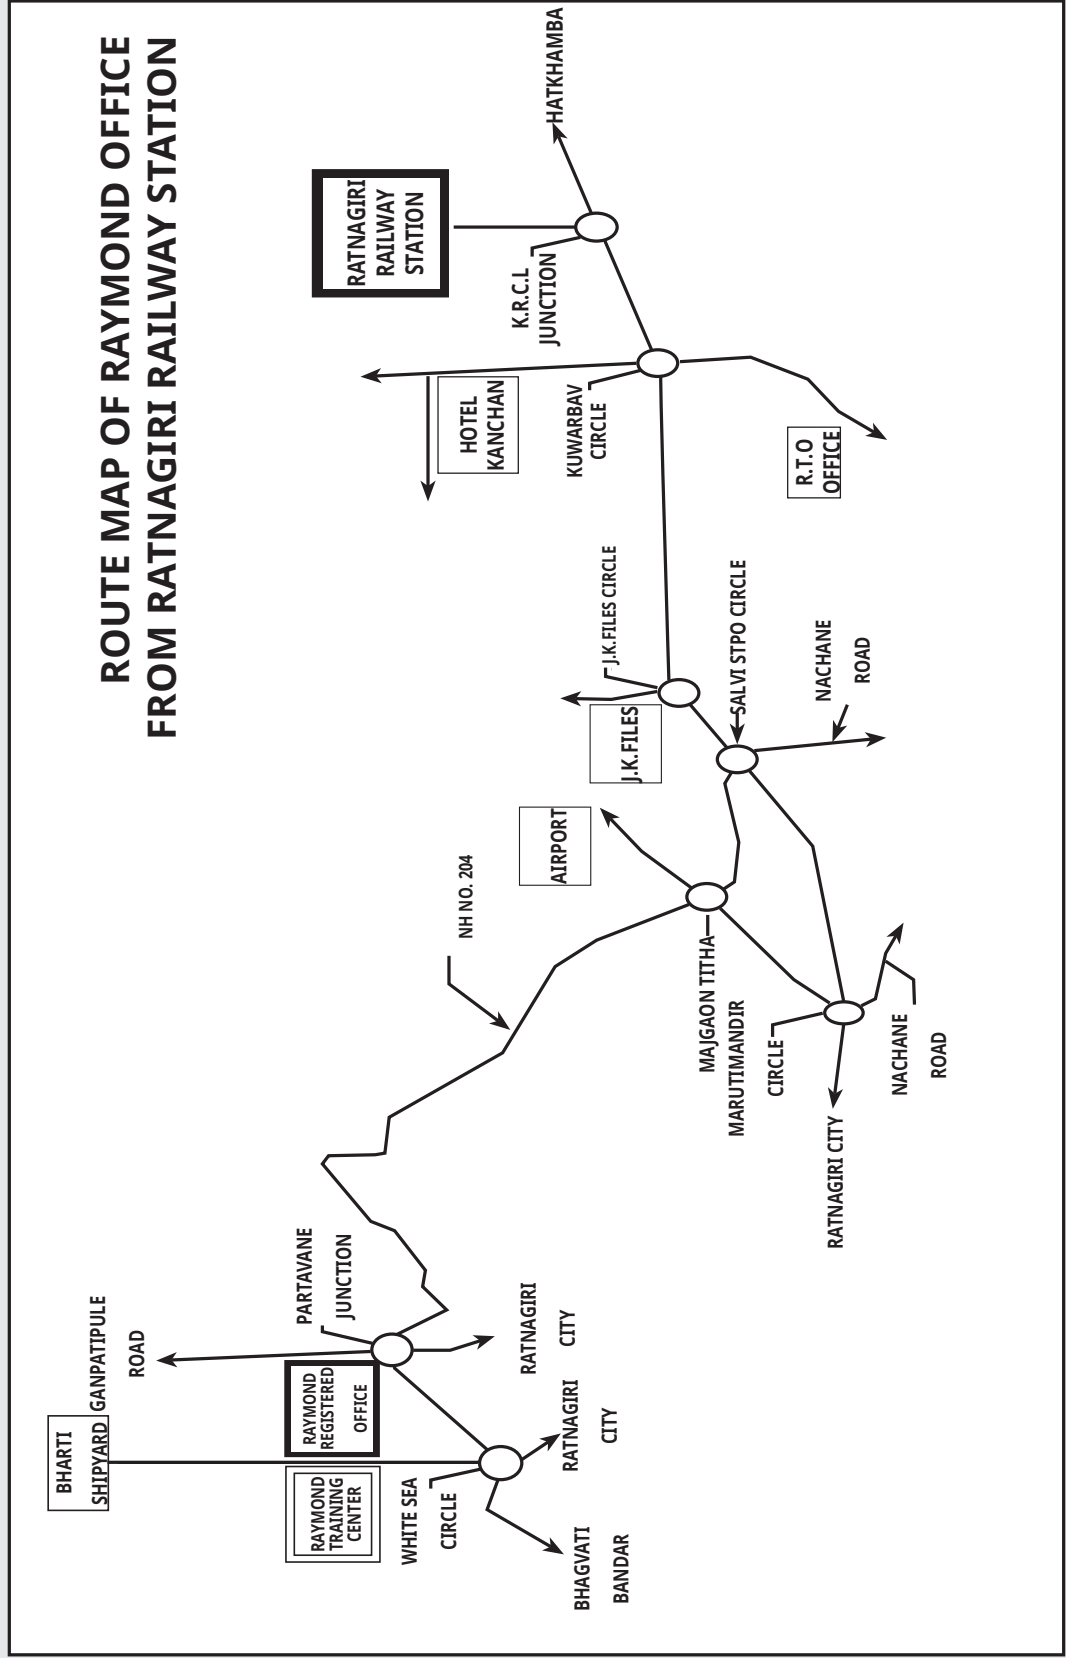 ROUTE MAP OF RAYMOND OFFICE
FROM RATNAGIRI RAILWAY STATION
BHARTI
SHIPYARD
GANPATIPULE
ROAD
RAYMOND
REGISTERED
OFFICE
RAYMOND
TRAINING
CENTER
PARTAVANE
JUNCTION
WHITE SEA
CIRCLE
RATNAGIRI
CITY
RATNAGIRI
CITY
BHAGVATI
BANDAR
NH NO. 204
AIRPORT
MAJGAON TITHA
MARUTIMANDIR
CIRCLE
RATNAGIRI CITY
NACHANE
ROAD
J.K.FILES
J.K.FILES CIRCLE
SALVI STPO CIRCLE
NACHANE
ROAD
HOTEL
KANCHAN
KUWARBAV
CIRCLE
R.T.O
OFFICE
RATNAGIRI
RAILWAY
STATION
K.R.C.L
JUNCTION
HATKHAMBA